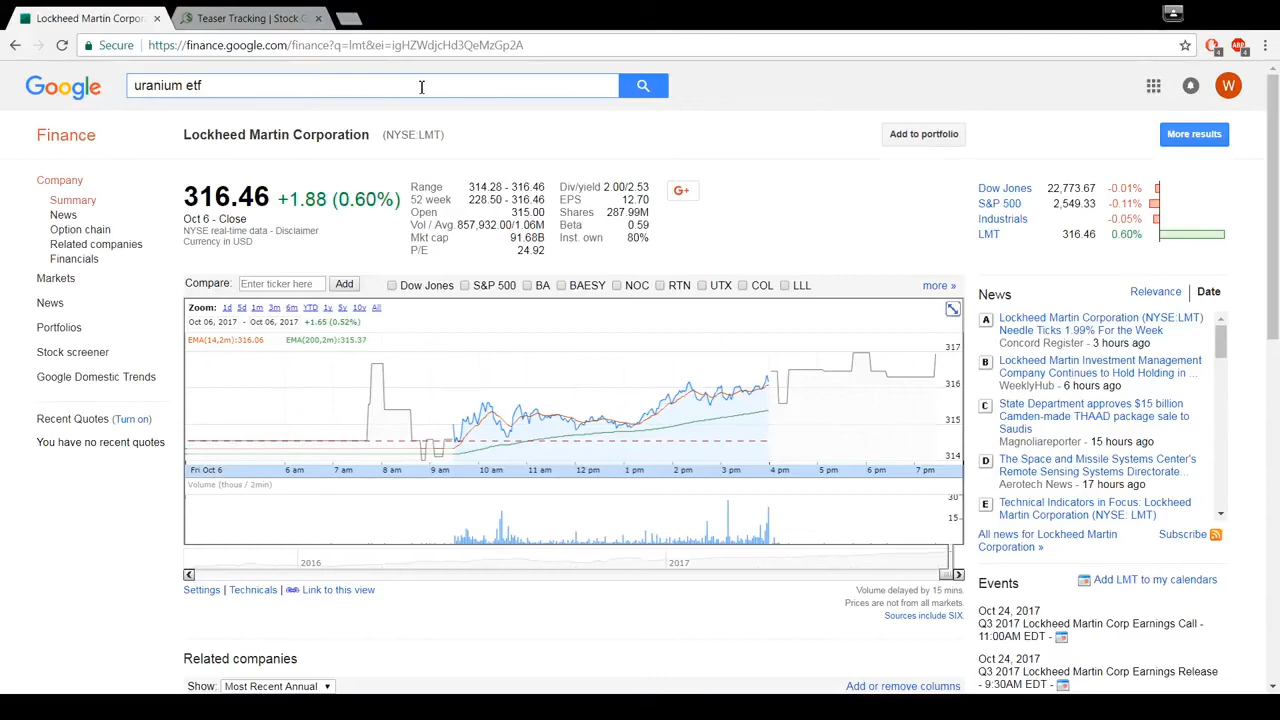 Lockheed Martin Corpor
Teaser Tracking | Stock G
Secure
https://finance.google.com/finance?q=lmt&ei=igHZWdjcHd3QeMzGp2A
Google
uranium etf
W
Finance
Lockheed Martin Corporation (NYSE:LMT)
Add to portfolio
More results
Company
Summary
News
Option chain
Related companies
Financials
Markets
News
Portfolios
Stock screener
Google Domestic Trends
Recent Quotes (Turn on)
You have no recent quotes
316.46 +1.88 (0.60%)
Oct 6 - Close
NYSE real-time data - Disclaimer
Currency in USD
Range 314.28 - 316.46
52 week 228.50 - 316.46
Open 315.00
Vol / Avg. 857,932.00/1.06M
Mkt cap 91.68B
P/E 24.92
Div/yield 2.00/2.53
EPS 12.70
Shares 287.99M
Beta 0.59
Inst. own 80%
G+
Dow Jones 22,773.67 -0.01%
S&P 500 2,549.33 -0.11%
Industrials -0.05%
LMT 316.46 0.60%
Compare: Enter ticker here Add Dow Jones S&P 500 BA BAESY NOC RTN UTX COL LLL more »
Zoom: 1d 5d 1m 3m 6m YTD 1y 5y 10y All
Oct 06, 2017 - Oct 06, 2017 +1.65 (0.52%)
EMA(14,2m):316.06 EMA(200,2m):315.37
317
316
315
314
Fri Oct 6 6 am 7 am 8 am 9 am 10 am 11 am 12 pm 1 pm 2 pm 3 pm 4 pm 5 pm 6 pm 7 pm
Volume (thous / 2min)
30
15
2016 2017
Settings | Technicals | Link to this view
Volume delayed by 15 mins.
Prices are not from all markets.
Sources include SIX.
Related companies
Show: Most Recent Annual
Add or remove columns
News
Relevance | Date
A Lockheed Martin Corporation (NYSE:LMT)
Needle Ticks 1.99% For the Week
Concord Register - 3 hours ago
B Lockheed Martin Investment Management
Company Continues to Hold Holding in ...
WeeklyHub - 6 hours ago
C State Department approves $15 billion
Camden-made THAAD package sale to
Saudis
Magnoliareporter - 15 hours ago
D The Space and Missile Systems Center's
Remote Sensing Systems Directorate...
Aerotech News - 17 hours ago
E Technical Indicators in Focus: Lockheed
Martin Corporation (NYSE: LMT)
All news for Lockheed Martin
Corporation »
Subscribe
Events
Add LMT to my calendars
Oct 24, 2017
Q3 2017 Lockheed Martin Corp Earnings Call -
11:00AM EDT -
Oct 24, 2017
Q3 2017 Lockheed Martin Corp Earnings Release
- 9:30AM EDT -